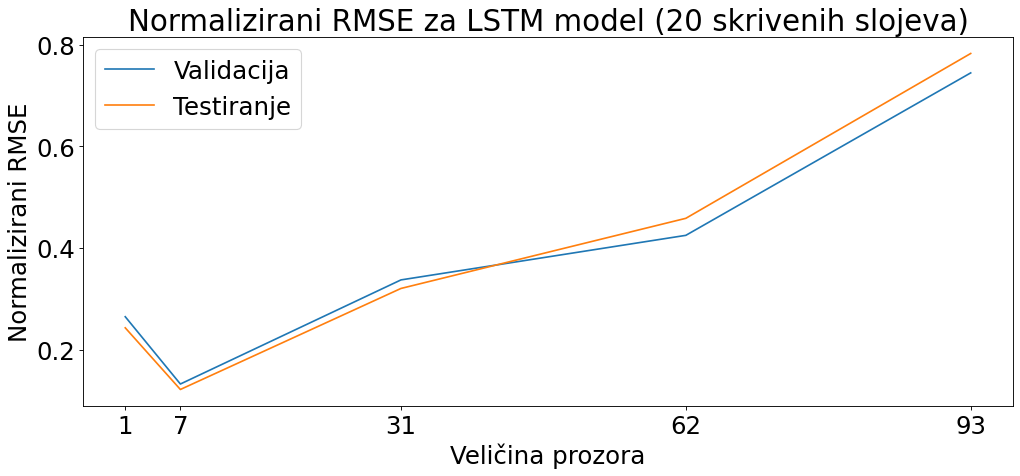 Normalizirani RMSE za LSTM model (20 skrivenih slojeva)
Validacija
Testiranje
Normalizirani RMSE
0.8
0.6
0.4
0.2
1 7 31 62 93
Veličina prozora